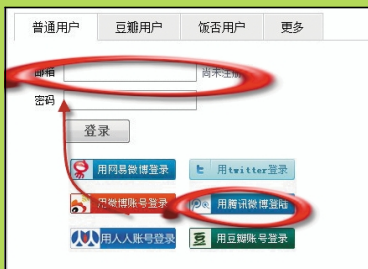 普通用户 豆瓣用户 饭否用户 更多
邮箱 尚未注册
密码
登录
用网易微博登录 用twitter登录
微博账号登录 用腾讯微博登陆
用人人账号登录 用豆瓣账号登录